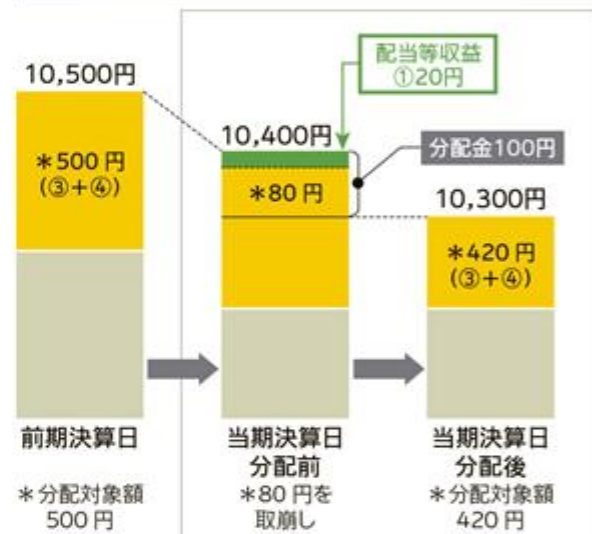 10,500円
＊500円
(③+④)
前期決算日
＊分配対象額
500円
配当等収益
①20円
10,400円
分配金100円
＊80円
当期決算日
分配前
＊80円を
取崩し
10,300円
＊420円
(③+④)
当期決算日
分配後
＊分配対象額
420円